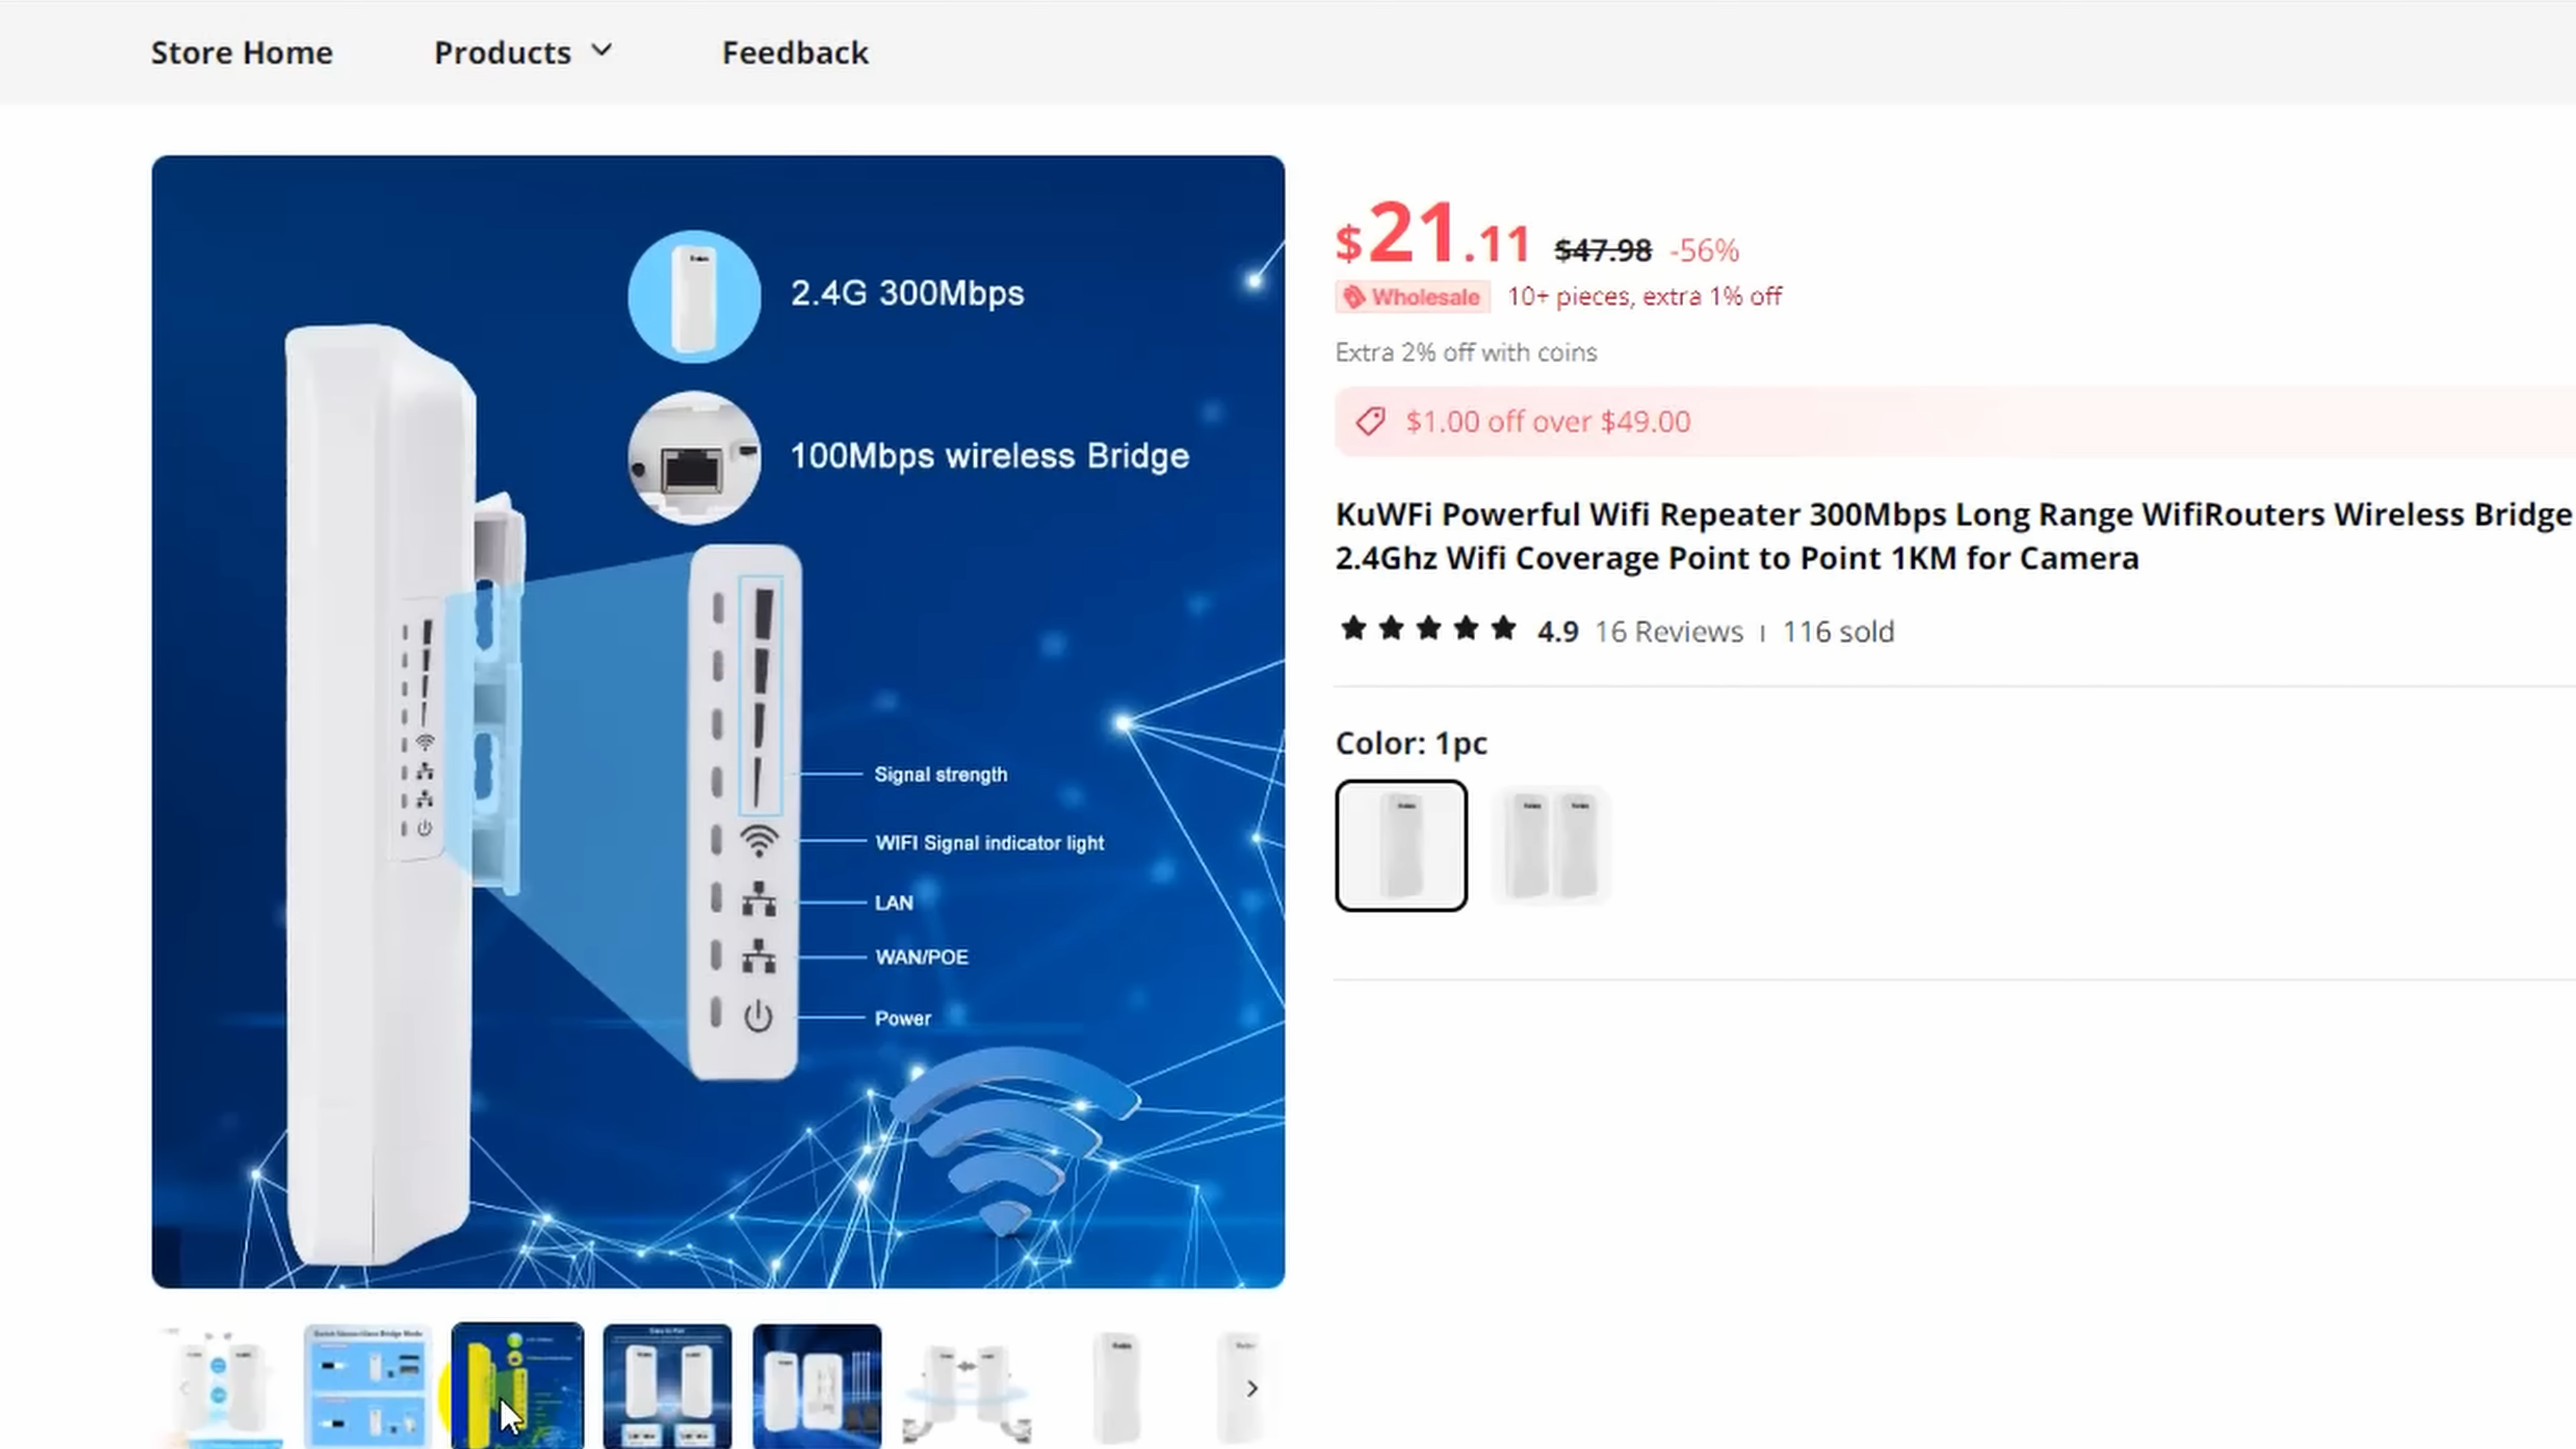 Store Home
Products
Feedback
2.4G 300Mbps
100Mbps wireless Bridge
Signal strength
WIFI Signal indicator light
LAN
WAN/POE
Power
$21.11 $47.98 -56%
Wholesale 10+ pieces, extra 1% off
Extra 2% off with coins
$1.00 off over $49.00
KuWFi Powerful Wifi Repeater 300Mbps Long Range WifiRouters Wireless Bridge
2.4Ghz Wifi Coverage Point to Point 1KM for Camera
4.9 16 Reviews 116 sold
Color: 1pc